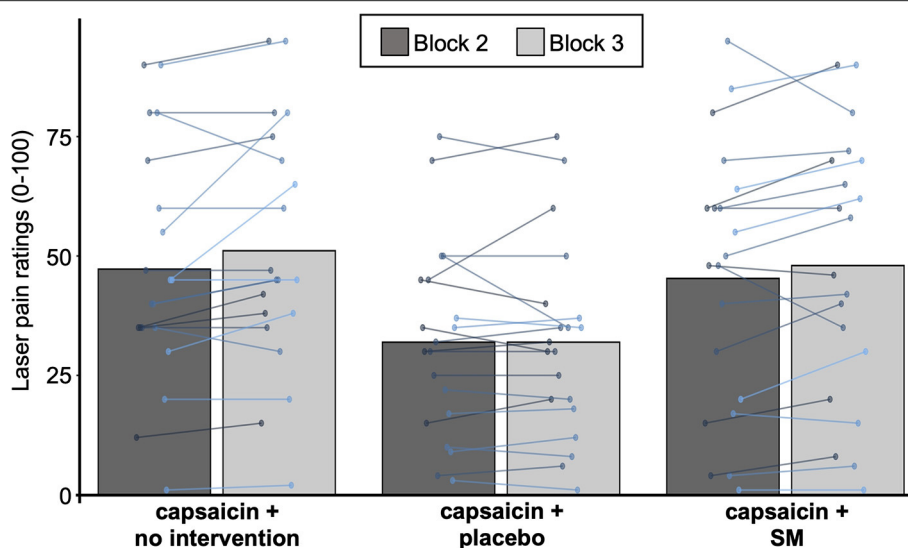 Block 2
Block 3
Laser pain ratings (0-100)
75
50
25
0
capsaicin +
no intervention
capsaicin +
placebo
capsaicin +
SM